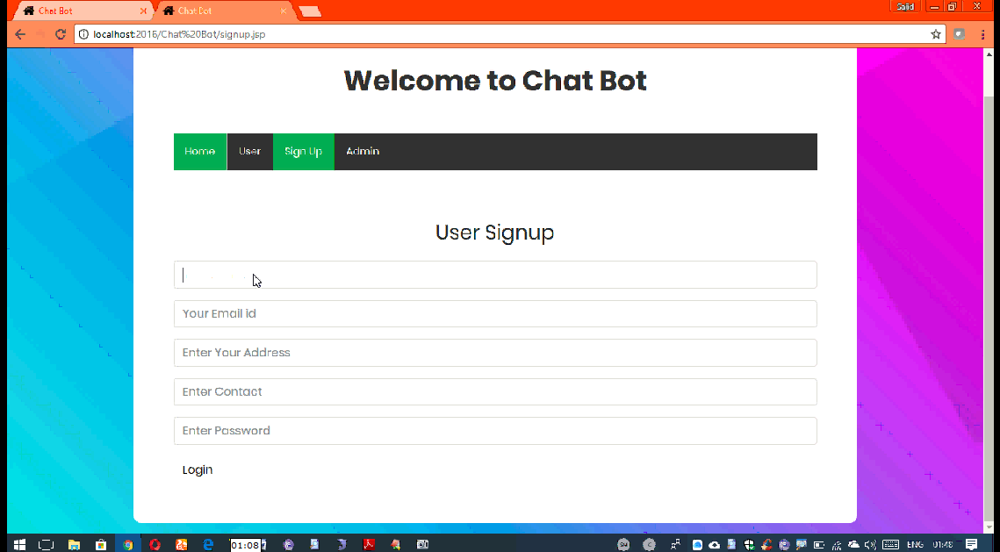 Chat Bot
Chat Bot
Sajid
localhost:2016/Chat%20Bot/signup.jsp
Welcome to Chat Bot
Home
User
Sign Up
Admin
User Signup
Your Email id
Enter Your Address
Enter Contact
Enter Password
Login
01:08
ENG
01:48